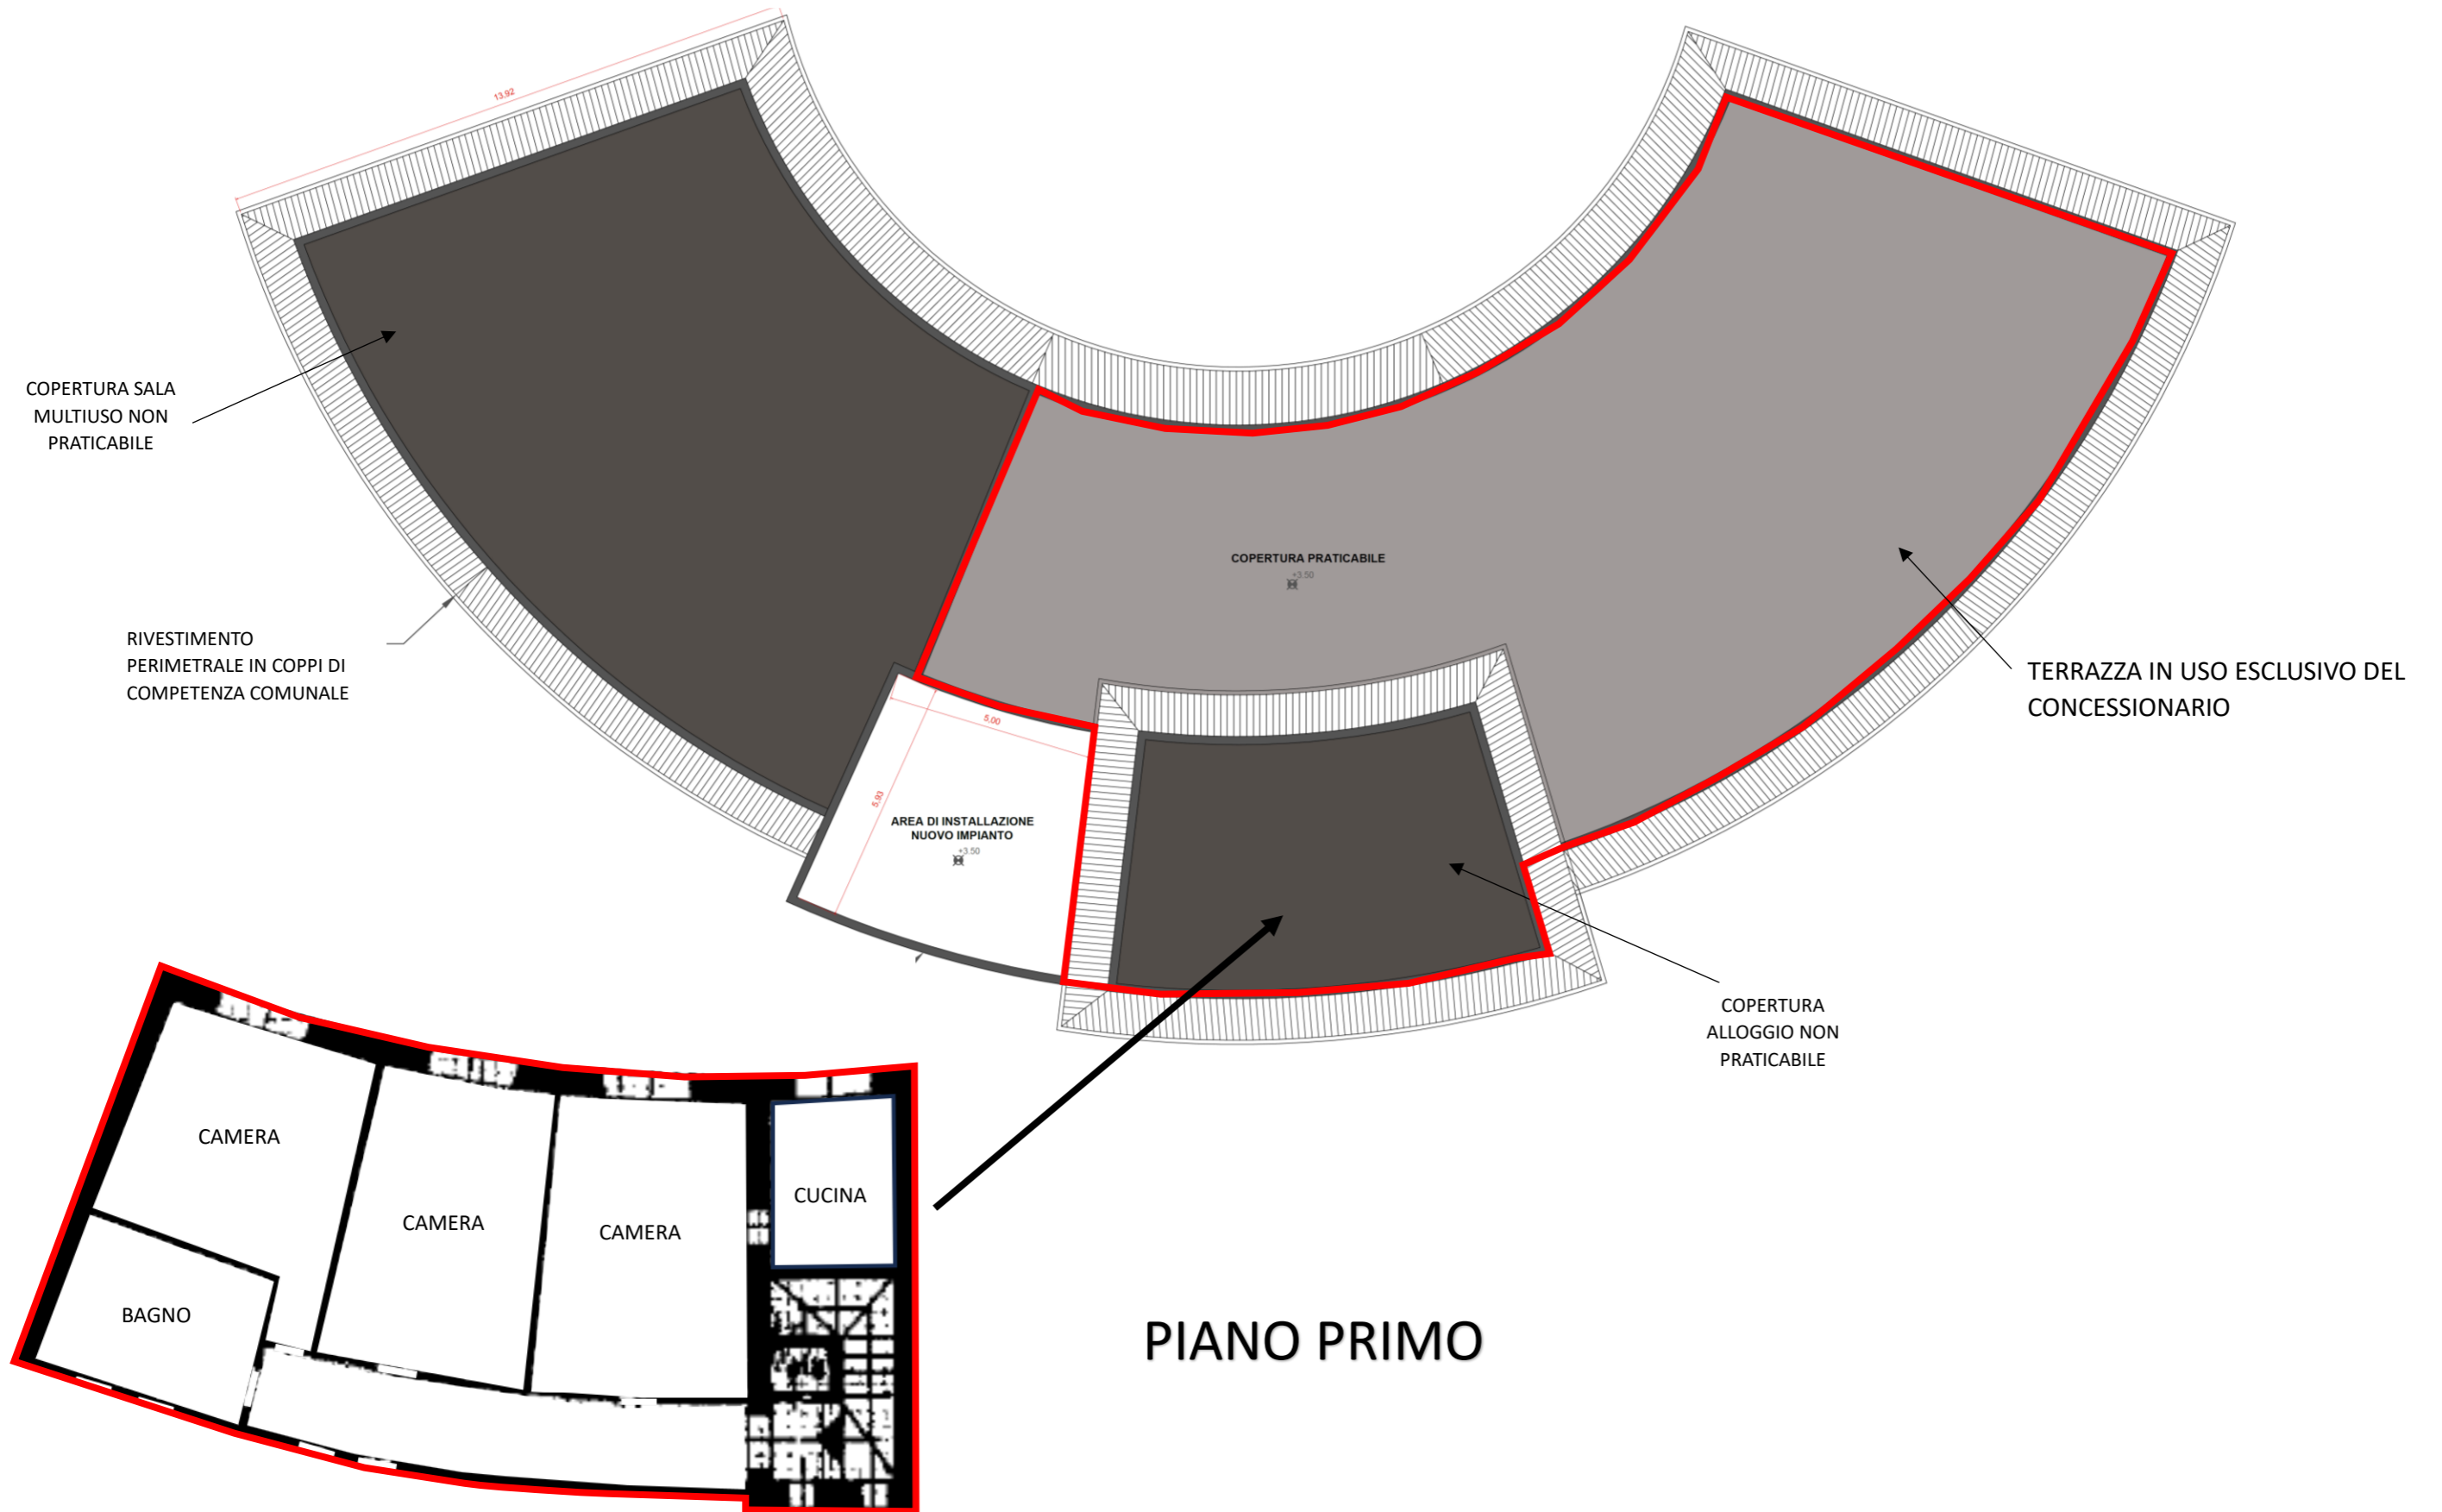 13,92
COPERTURA SALA
MULTIUSO NON
PRATICABILE
COPERTURA PRATICABILE
+3.50
RIVESTIMENTO
PERIMETRALE IN COPPI DI
COMPETENZA COMUNALE
TERRAZZA IN USO ESCLUSIVO DEL
CONCESSIONARIO
5,00
5,93
AREA DI INSTALLAZIONE
NUOVO IMPIANTO
+3.50
COPERTURA
ALLOGGIO NON
PRATICABILE
CAMERA
CAMERA
CAMERA
CUCINA
BAGNO
PIANO PRIMO